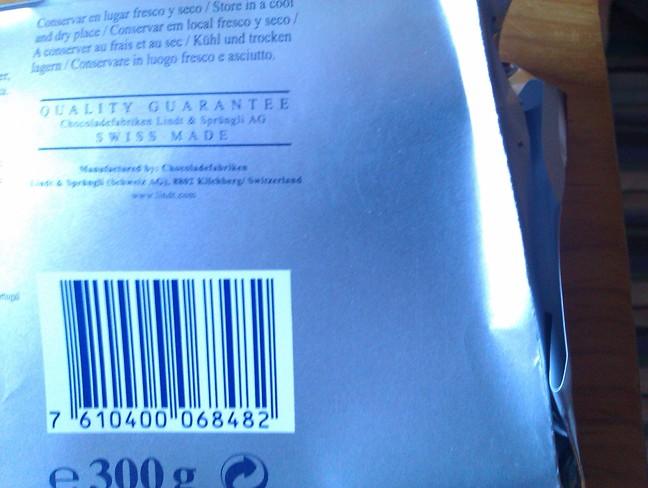 Conservar en lugar fresco y seco / Store in a cool
and dry place / Conservar em local fresco y seco /
A conserver au frais et au sec / Kühl und trocken
lagern / Conservare in luogo fresco e asciutto.
QUALITY GUARANTEE
Chocoladefabriken Lindt & Sprüngli AG
SWISS MADE
Manufactured by: Chocoladefabriken
Lindt & Sprüngli (Schweiz AG), 8802 Kilchberg/ Switzerland
www.lindt.com
7 610400 068482
e 300 g